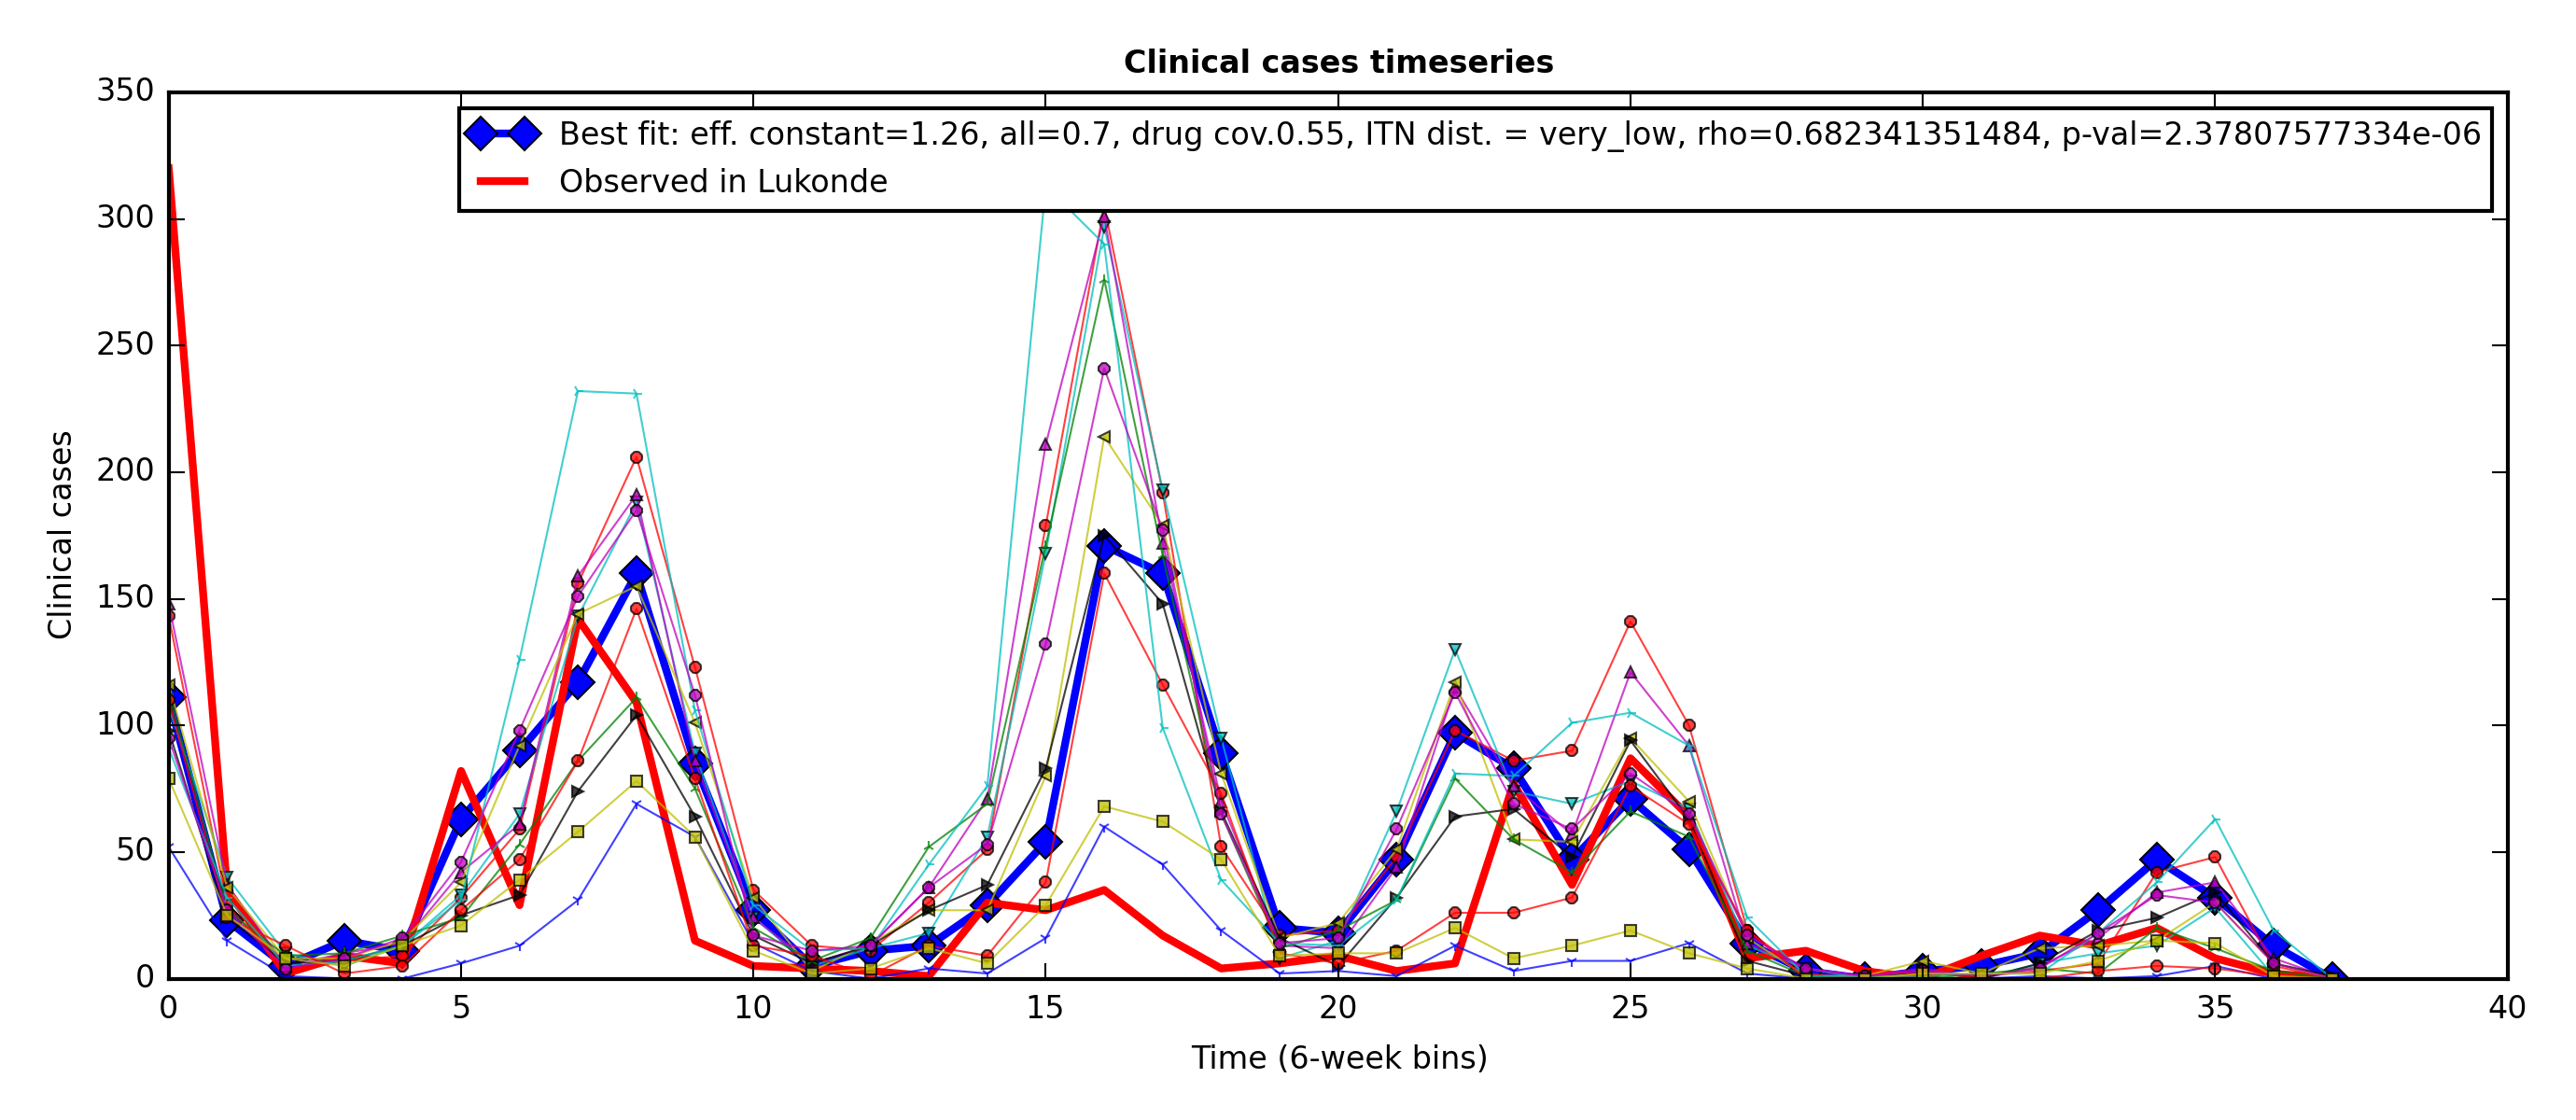 Clinical cases timeseries
350
300
250
200
150
100
50
0
Clinical cases
Best fit: eff. constant=1.26, all=0.7, drug cov.0.55, ITN dist. = very_low, rho=0.682341351484, p-val=2.37807577334e-06
Observed in Lukonde
0 5 10 15 20 25 30 35 40
Time (6-week bins)